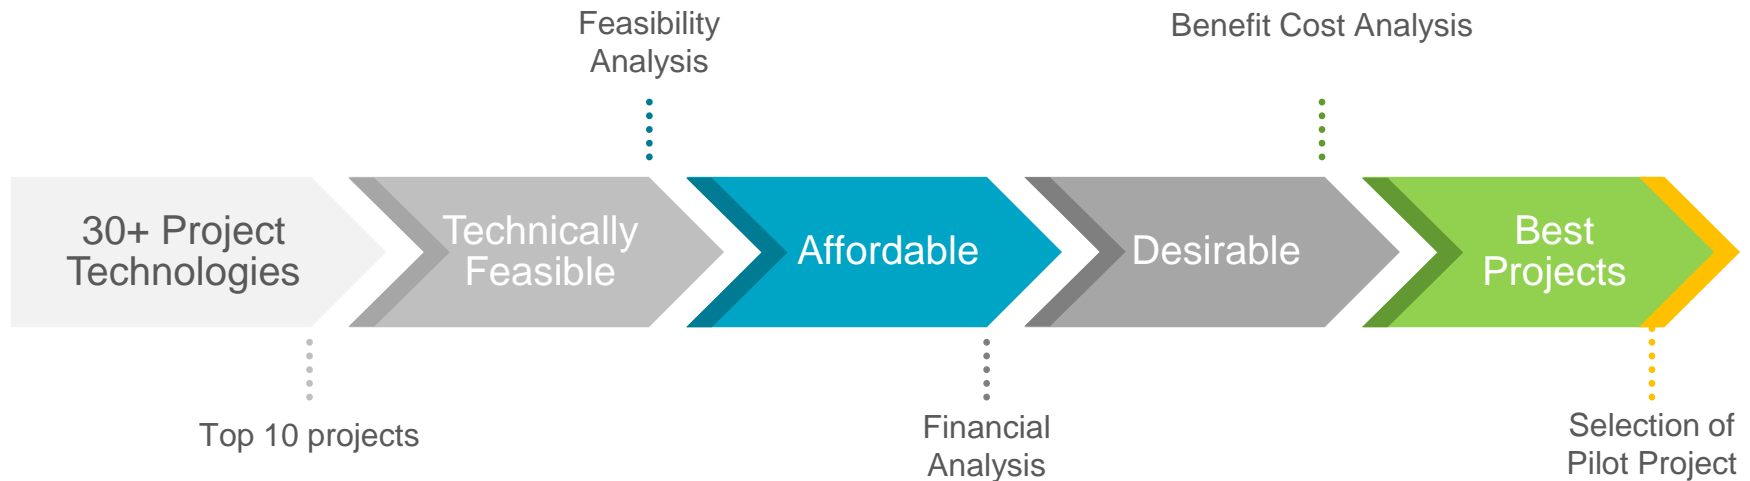 Feasibility
Analysis
Benefit Cost Analysis
30+ Project
Technologies
Technically
Feasible
Affordable
Desirable
Best
Projects
Top 10 projects
Financial
Analysis
Selection of
Pilot Project